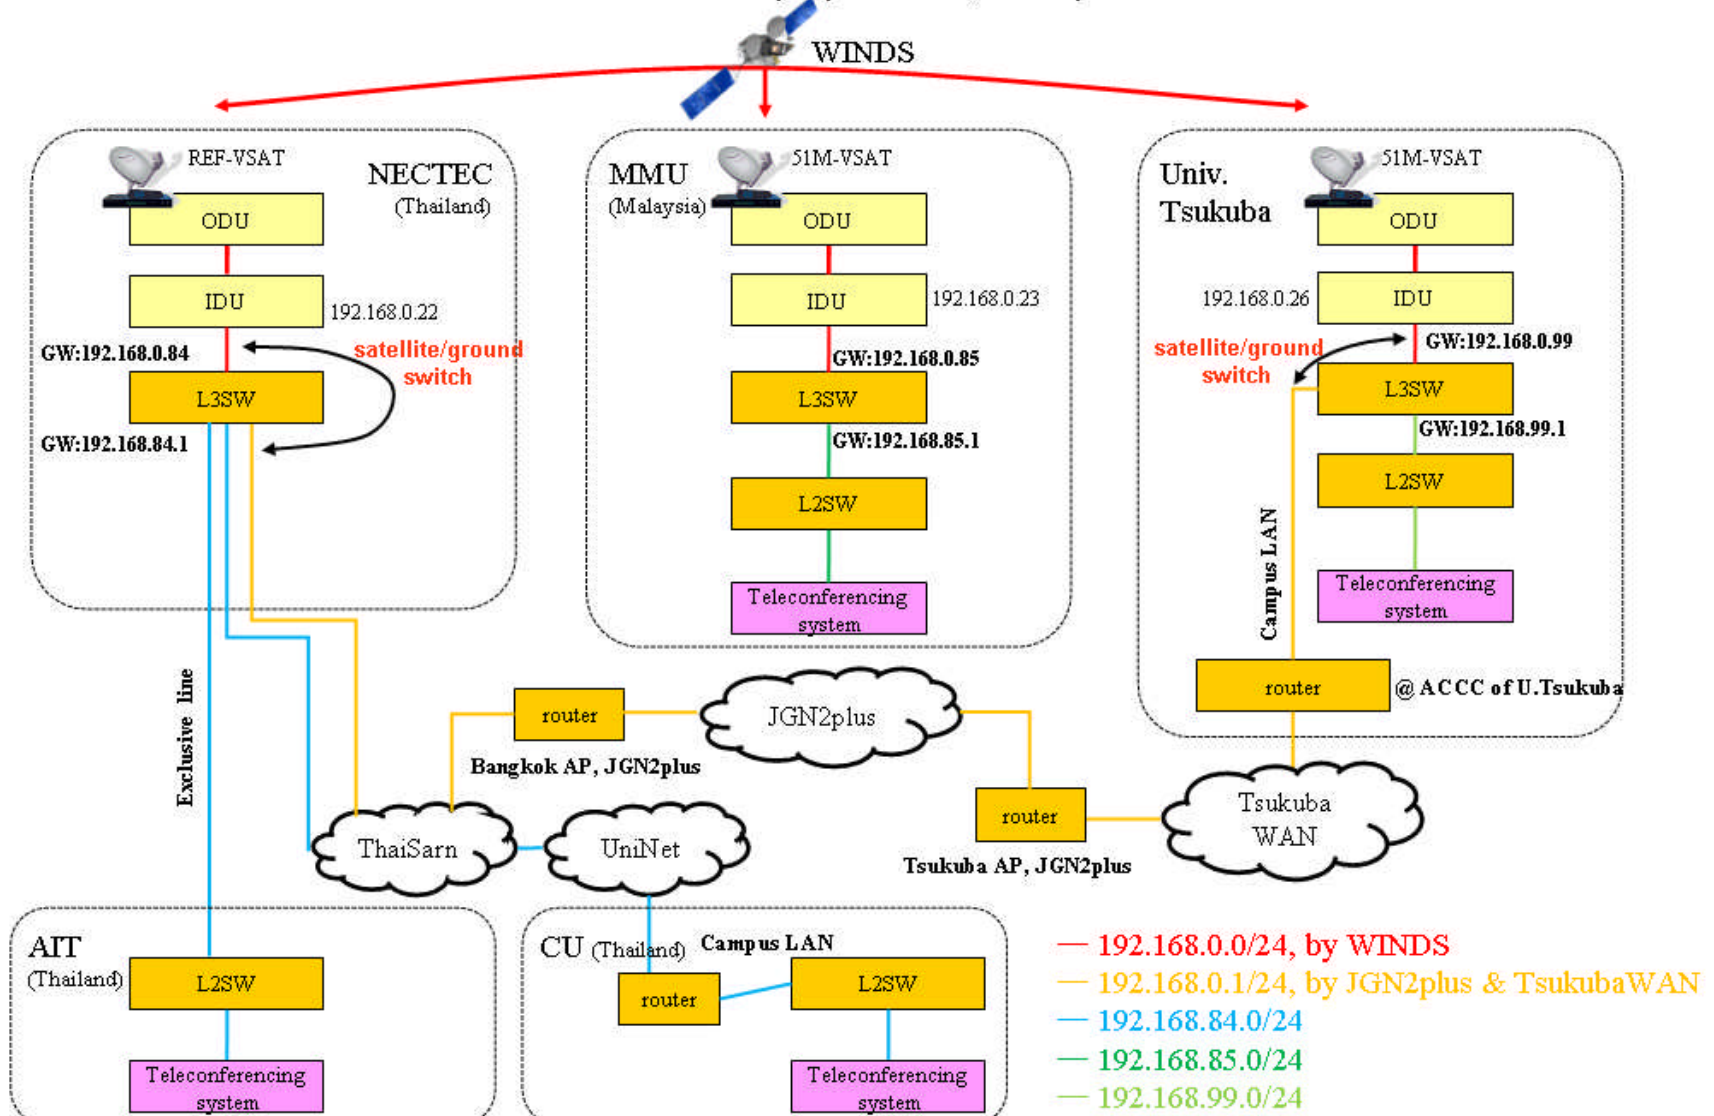 WINDS
REF-VSAT
NECTEC
(Thailand)
ODU
IDU
192.168.0.22
GW:192.168.0.84
satellite/ground
switch
L3SW
GW:192.168.84.1
MMU
(Malaysia)
51M-VSAT
ODU
IDU
192.168.0.23
GW:192.168.0.85
L3SW
GW:192.168.85.1
L2SW
Teleconferencing
system
Univ.
Tsukuba
51M-VSAT
ODU
192.168.0.26
IDU
satellite/ground
switch
GW:192.168.0.99
L3SW
GW:192.168.99.1
L2SW
Campus LAN
Teleconferencing
system
router
@ ACCC of U.Tsukuba
Exclusive line
router
Bangkok AP, JGN2plus
JGN2plus
router
Tsukuba AP, JGN2plus
Tsukuba
WAN
ThaiSarn
UniNet
AIT
(Thailand)
L2SW
Teleconferencing
system
CU (Thailand)
Campus LAN
router
L2SW
Teleconferencing
system
192.168.0.0/24, by WINDS
192.168.0.1/24, by JGN2plus & TsukubaWAN
192.168.84.0/24
192.168.85.0/24
192.168.99.0/24